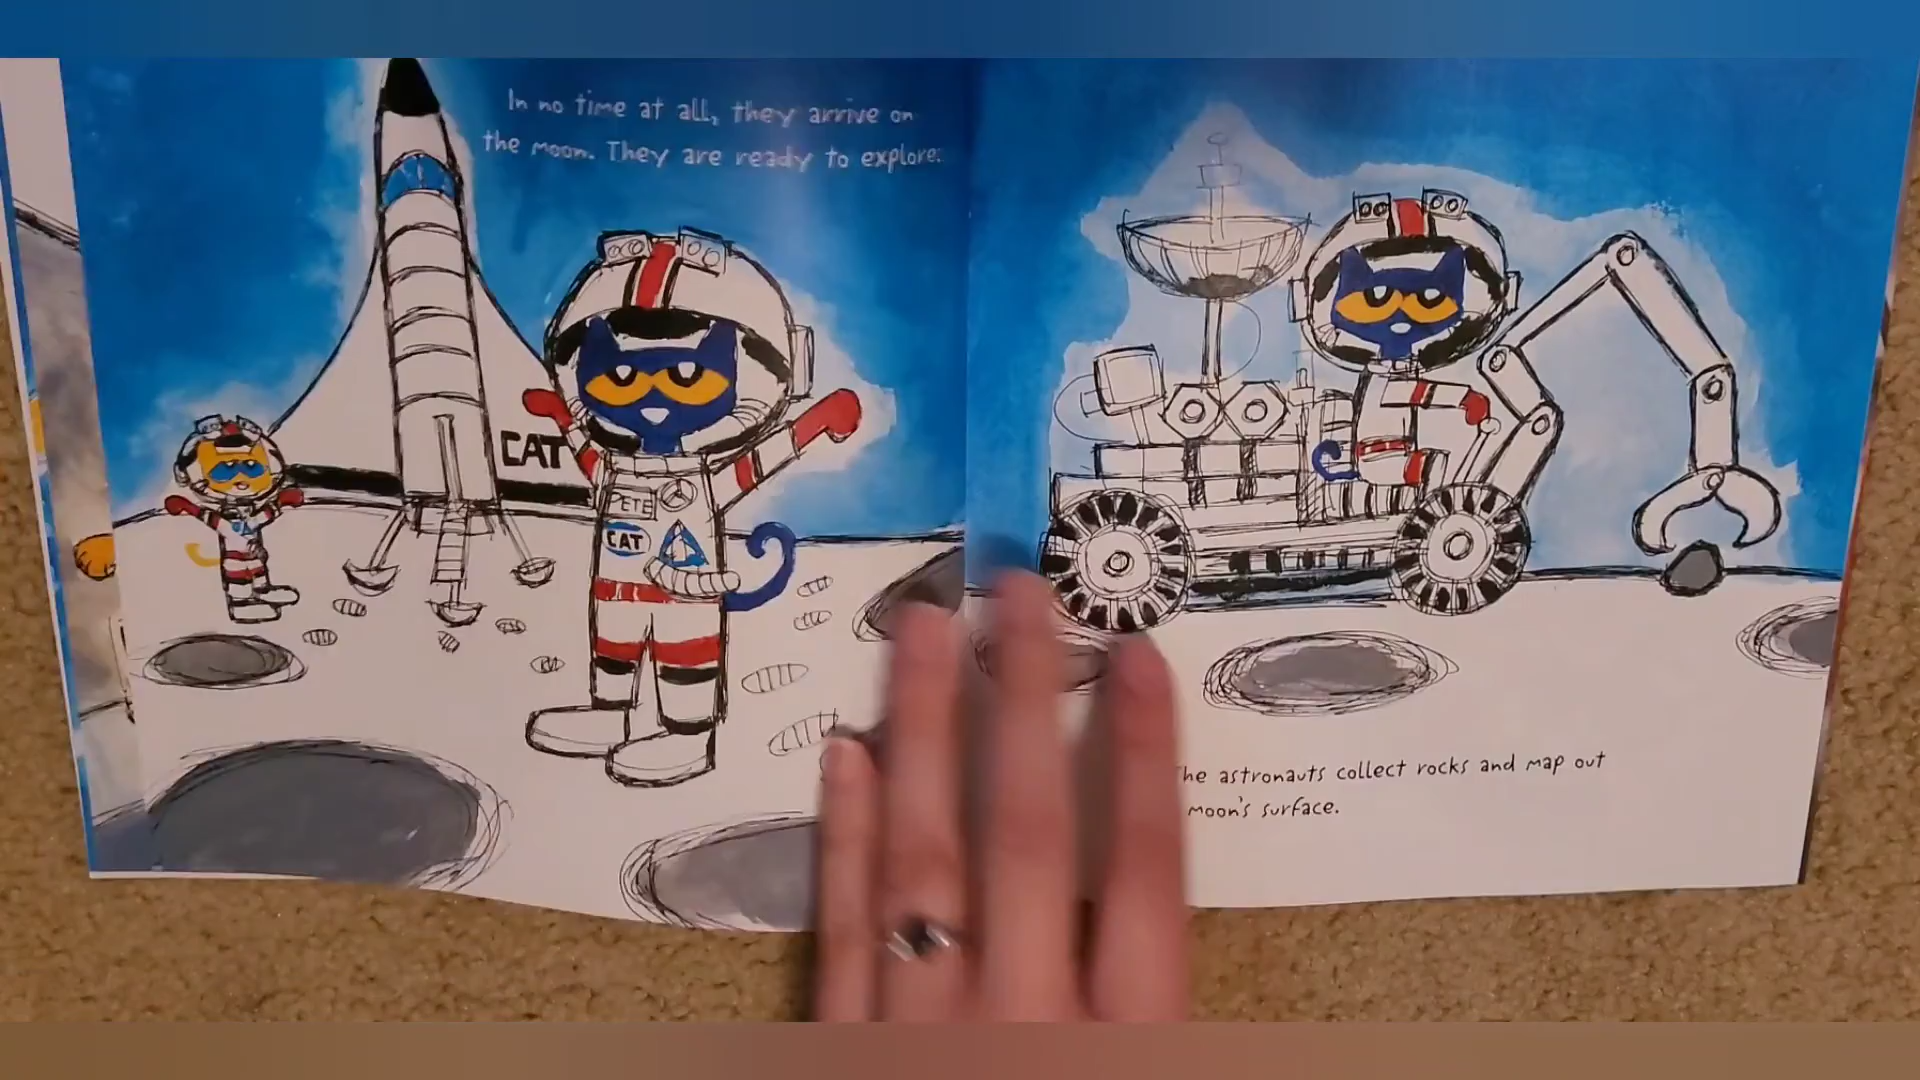 In no time at all, they arrive on
the moon. They are ready to explore.
CAT
PETE
CAT
he astronauts collect rocks and map out
moon's surface.